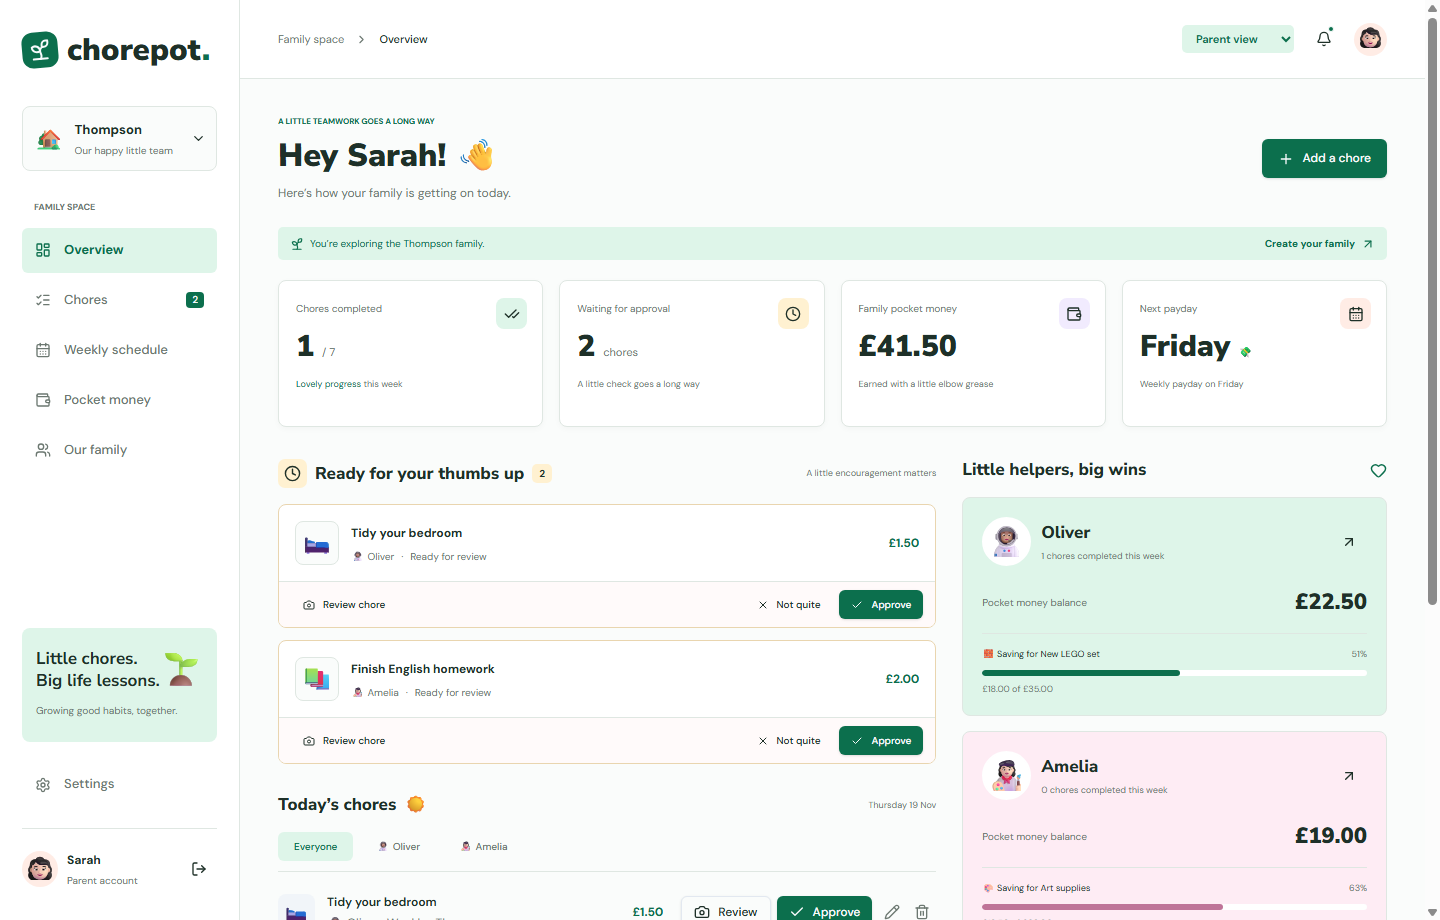 chorepot.
Thompson
Our happy little team
FAMILY SPACE
Overview
Chores
2
Weekly schedule
Pocket money
Our family
Little chores.
Big life lessons.
Growing good habits, together.
Settings
Sarah
Parent account
Family space
Overview
Parent view
A LITTLE TEAMWORK GOES A LONG WAY
Hey Sarah!
Here's how your family is getting on today.
Add a chore
You're exploring the Thompson family.
Create your family
Chores completed
1 / 7
Lovely progress this week
Waiting for approval
2 chores
A little check goes a long way
Family pocket money
£41.50
Earned with a little elbow grease
Next payday
Friday
Weekly payday on Friday
Ready for your thumbs up 2
A little encouragement matters
Tidy your bedroom
Oliver · Ready for review
£1.50
Review chore
Not quite
Approve
Finish English homework
Amelia · Ready for review
£2.00
Review chore
Not quite
Approve
Today's chores
Thursday 19 Nov
Everyone
Oliver
Amelia
Tidy your bedroom
£1.50
Review
Approve
Little helpers, big wins
Oliver
1 chores completed this week
Pocket money balance
£22.50
Saving for New LEGO set
51%
£18.00 of £35.00
Amelia
0 chores completed this week
Pocket money balance
£19.00
Saving for Art supplies
63%